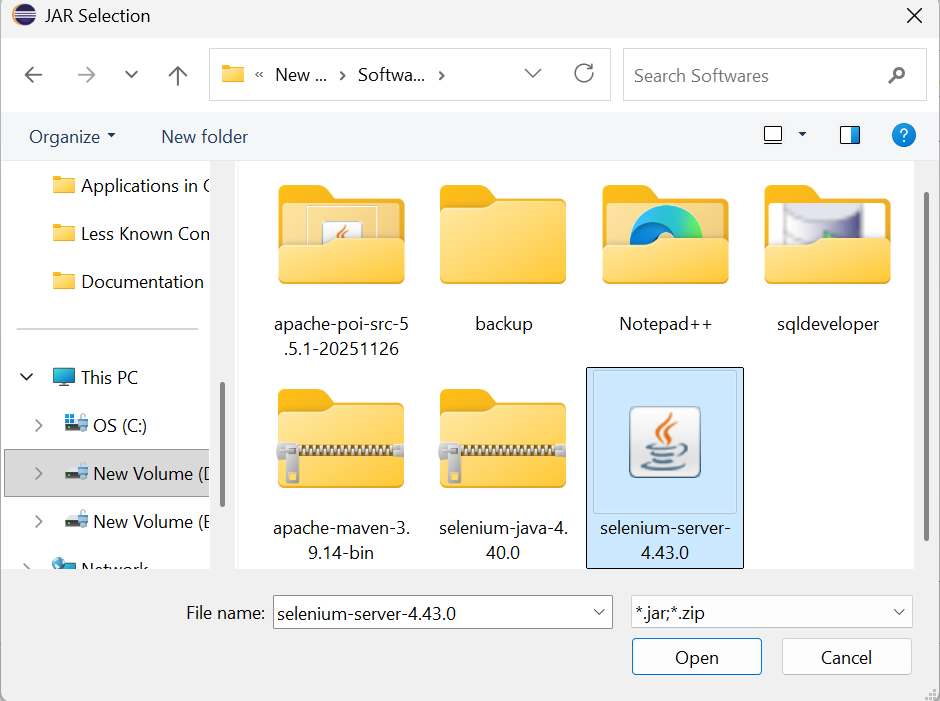 JAR Selection
« New ... › Softwa... ›
Search Softwares
Organize
New folder
?
Applications in
Less Known Con
Documentation
This PC
OS (C:)
New Volume (
New Volume (
Network
apache-poi-src-5
.5.1-20251126
backup
Notepad++
sqldeveloper
apache-maven-3.
9.14-bin
selenium-java-4.
40.0
selenium-server-
4.43.0
File name:
selenium-server-4.43.0
*.jar;*.zip
Open
Cancel